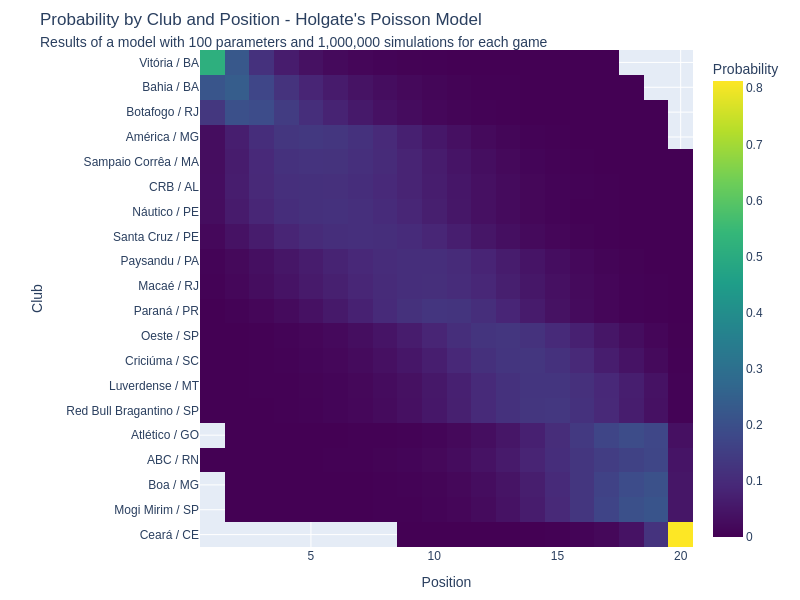 Probability by Club and Position - Holgate's Poisson Model
Results of a model with 100 parameters and 1,000,000 simulations for each game
Club
Vitória / BA
Bahia / BA
Botafogo / RJ
América / MG
Sampaio Corrêa / MA
CRB / AL
Náutico / PE
Santa Cruz / PE
Paysandu / PA
Macaé / RJ
Paraná / PR
Oeste / SP
Criciúma / SC
Luverdense / MT
Red Bull Bragantino / SP
Atlético / GO
ABC / RN
Boa / MG
Mogi Mirim / SP
Ceará / CE
5
10
15
20
Position
Probability
0.8
0.7
0.6
0.5
0.4
0.3
0.2
0.1
0